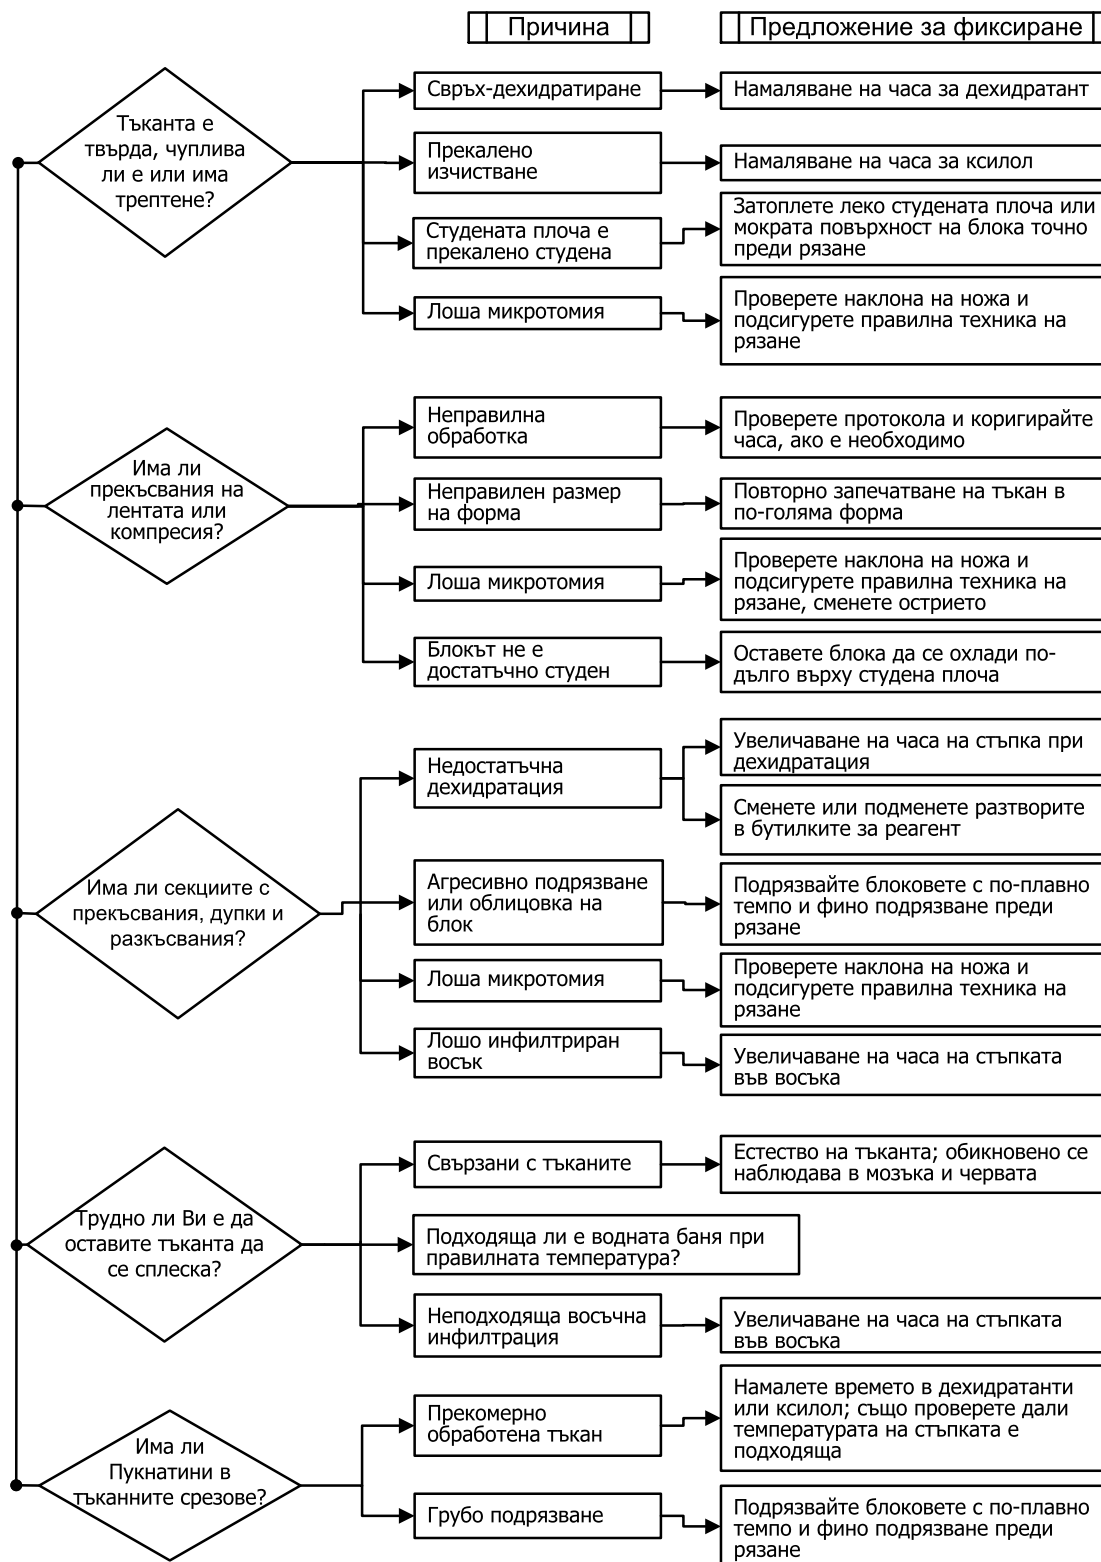 Причина
Предложение за фиксиране
Тъканта е
твърда, чуплива
ли е или има
трептене?
Свръх-дехидратиране
Намаляване на часа за дехидратант
Прекалено
изчистване
Намаляване на часа за ксилол
Студената плоча е
прекалено студена
Затоплете леко студената плоча или
мократа повърхност на блока точно
преди рязане
Лоша микротомия
Проверете наклона на ножа и
подсигурете правилна техника на
рязане
Има ли
прекъсвания на
лентата или
компресия?
Неправилна
обработка
Проверете протокола и коригирайте
часа, ако е необходимо
Неправилен размер
на форма
Повторно запечатване на тъкан в
по-голяма форма
Лоша микротомия
Проверете наклона на ножа и
подсигурете правилна техника на
рязане, сменете острието
Блокът не е
достатъчно студен
Оставете блока да се охлади по-
дълго върху студена плоча
Има ли секциите с
прекъсвания, дупки и
разкъсвания?
Недостатъчна
дехидратация
Увеличаване на часа на стъпка при
дехидратация
Сменете или подменете разтворите
в бутилките за реагент
Агресивно подрязване
или облицовка на
блок
Подрязвайте блоковете с по-плавно
темпо и фино подрязване преди
рязане
Лоша микротомия
Проверете наклона на ножа и
подсигурете правилна техника на
рязане
Лошо инфилтриран
восък
Увеличаване на часа на стъпката
във восъка
Трудно ли Ви е да
оставите тъканта да
се сплеска?
Свързани с тъканите
Естество на тъканта; обикновено се
наблюдава в мозъка и червата
Подходяща ли е водната баня при
правилната температура?
Неподходяща восъчна
инфилтрация
Увеличаване на часа на стъпката
във восъка
Има ли
Пукнатини в
тъканните срезове?
Прекомерно
обработена тъкан
Намалете времето в дехидратанти
или ксилол; също проверете дали
температурата на стъпката е
подходяща
Грубо подрязване
Подрязвайте блоковете с по-плавно
темпо и фино подрязване преди
рязане